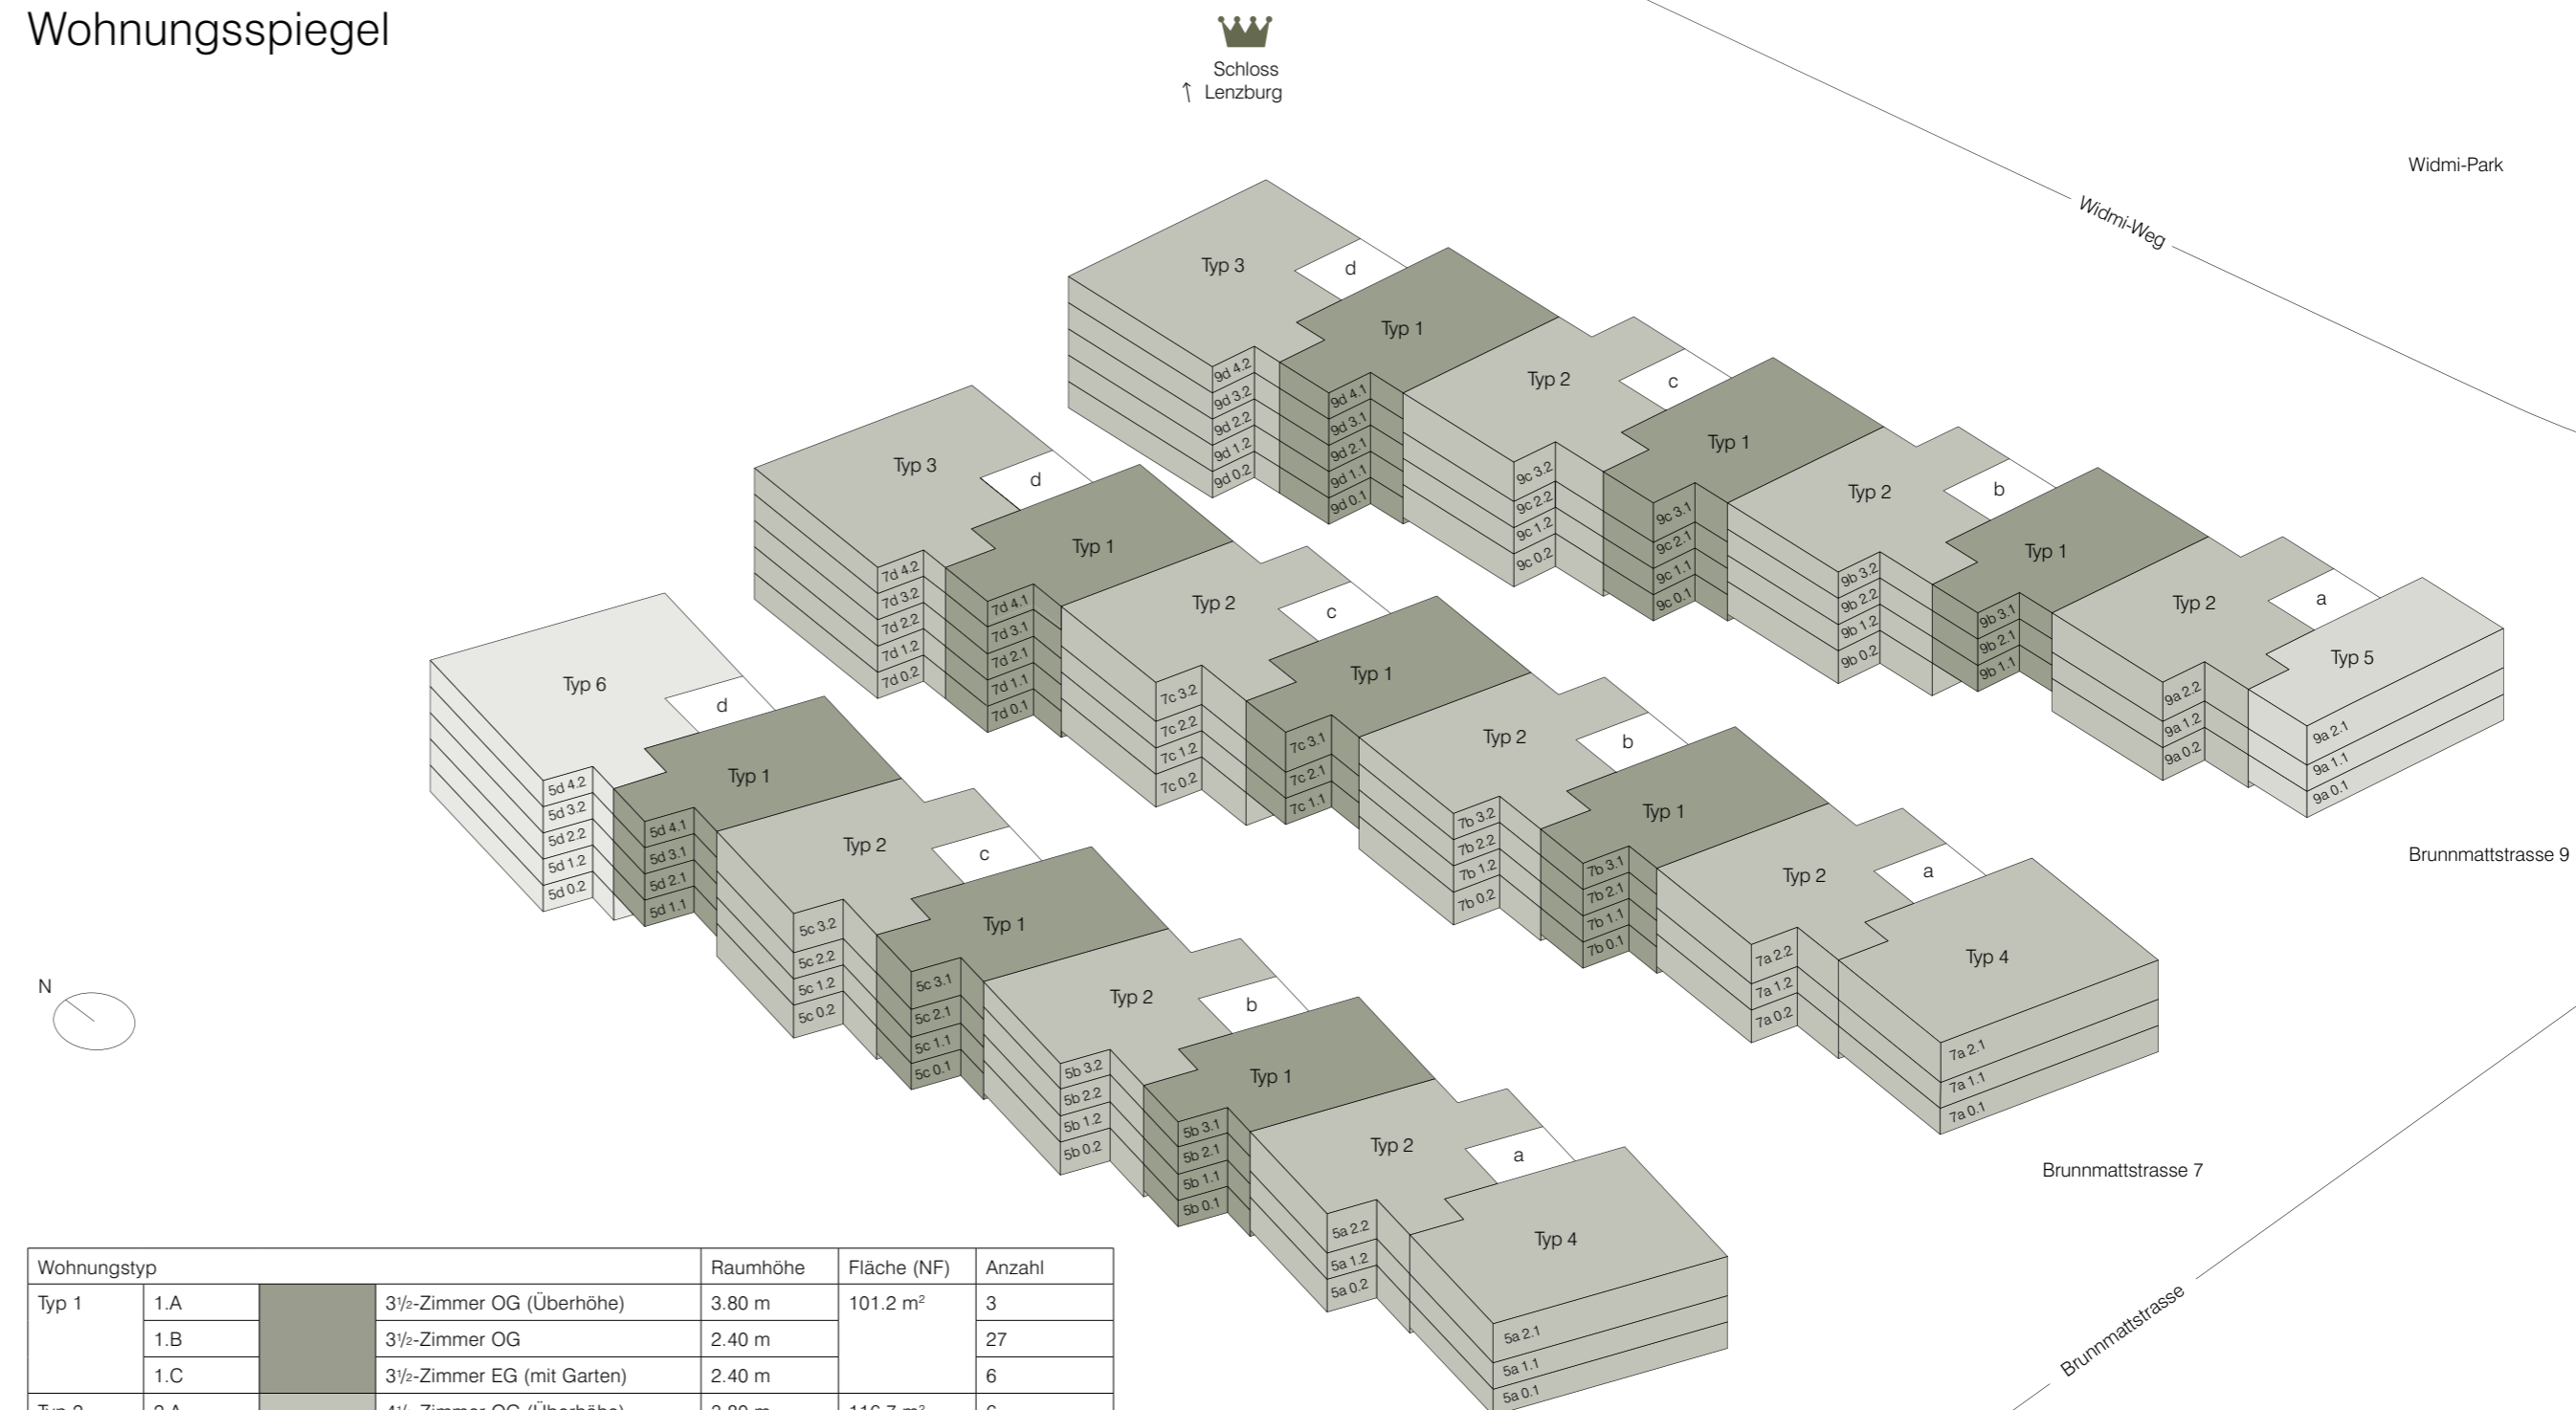 Wohnungsspiegel
Schloss
↑ Lenzburg
Widmi-Park
Widmi-Weg
Typ 3
d
Typ 1
Typ 2
c
Typ 1
Typ 2
b
Typ 1
Typ 2
a
Typ 5
9d 4.2
9d 3.2
9d 2.2
9d 1.2
9d 0.2
9d 4.1
9d 3.1
9d 2.1
9d 1.1
9d 0.1
9c 3.2
9c 2.2
9c 1.2
9c 0.2
9c 3.1
9c 2.1
9c 1.1
9c 0.1
9b 3.2
9b 2.2
9b 1.2
9b 0.2
9b 3.1
9b 2.1
9b 1.1
9a 2.2
9a 1.2
9a 0.2
9a 2.1
9a 1.1
9a 0.1
Brunnmattstrasse 9
Typ 3
d
Typ 1
Typ 2
c
Typ 1
Typ 2
b
Typ 1
Typ 2
a
Typ 4
7d 4.2
7d 3.2
7d 2.2
7d 1.2
7d 0.2
7d 4.1
7d 3.1
7d 2.1
7d 1.1
7d 0.1
7c 3.2
7c 2.2
7c 1.2
7c 0.2
7c 3.1
7c 2.1
7c 1.1
7b 3.2
7b 2.2
7b 1.2
7b 0.2
7b 3.1
7b 2.1
7b 1.1
7b 0.1
7a 2.2
7a 1.2
7a 0.2
7a 2.1
7a 1.1
7a 0.1
Brunnmattstrasse 7
Typ 6
d
Typ 1
Typ 2
c
Typ 1
Typ 2
b
Typ 1
Typ 2
a
Typ 4
5d 4.2
5d 3.2
5d 2.2
5d 1.2
5d 0.2
5d 4.1
5d 3.1
5d 2.1
5d 1.1
5c 3.2
5c 2.2
5c 1.2
5c 0.2
5c 3.1
5c 2.1
5c 1.1
5c 0.1
5b 3.2
5b 2.2
5b 1.2
5b 0.2
5b 3.1
5b 2.1
5b 1.1
5b 0.1
5a 2.2
5a 1.2
5a 0.2
5a 2.1
5a 1.1
5a 0.1
Brunnmattstrasse
N
Wohnungstyp Raumhöhe Fläche (NF) Anzahl
Typ 1 1.A 3½-Zimmer OG (Überhöhe) 3.80 m 101.2 m² 3
1.B 3½-Zimmer OG 2.40 m 27
1.C 3½-Zimmer EG (mit Garten) 2.40 m 6